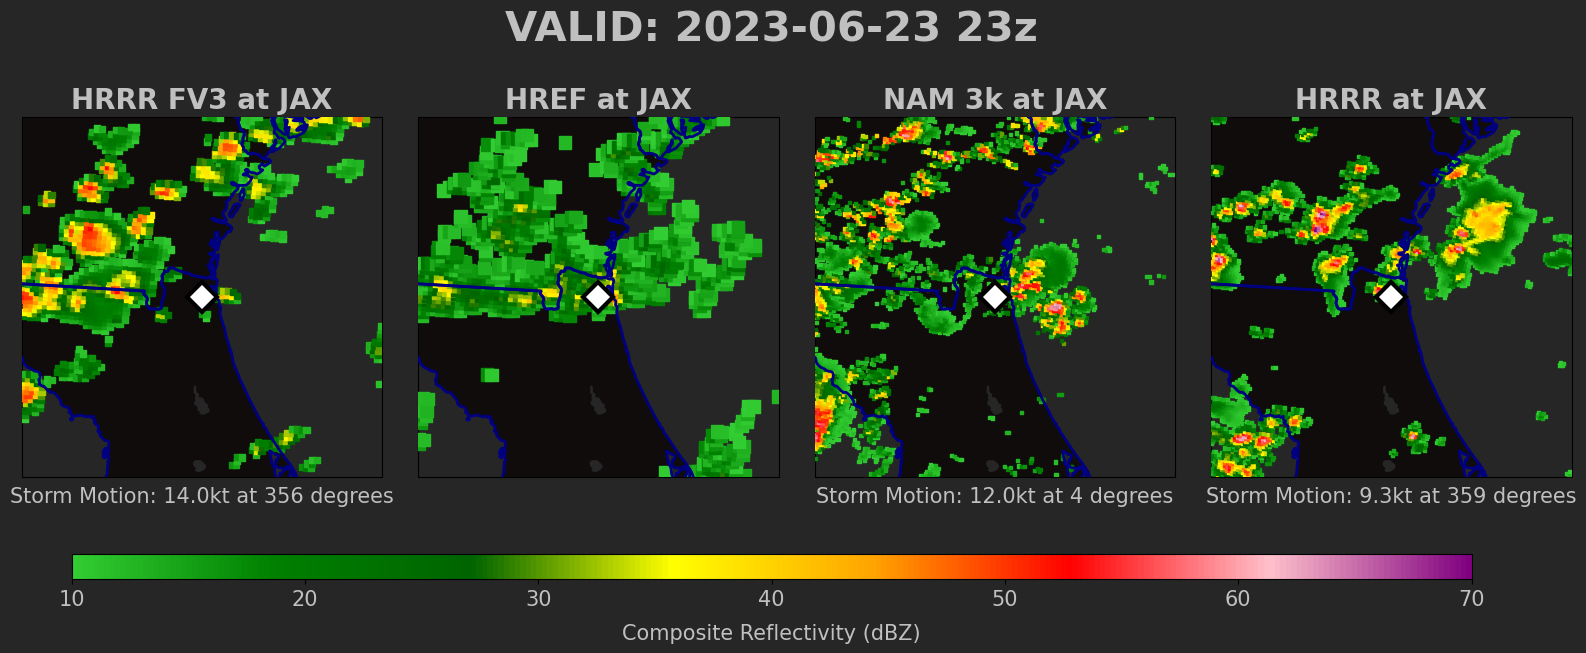 VALID: 2023-06-23 23z
HRRR FV3 at JAX
HREF at JAX
NAM 3k at JAX
HRRR at JAX
Storm Motion: 14.0kt at 356 degrees
Storm Motion: 12.0kt at 4 degrees
Storm Motion: 9.3kt at 359 degrees
10 20 30 40 50 60 70
Composite Reflectivity (dBZ)